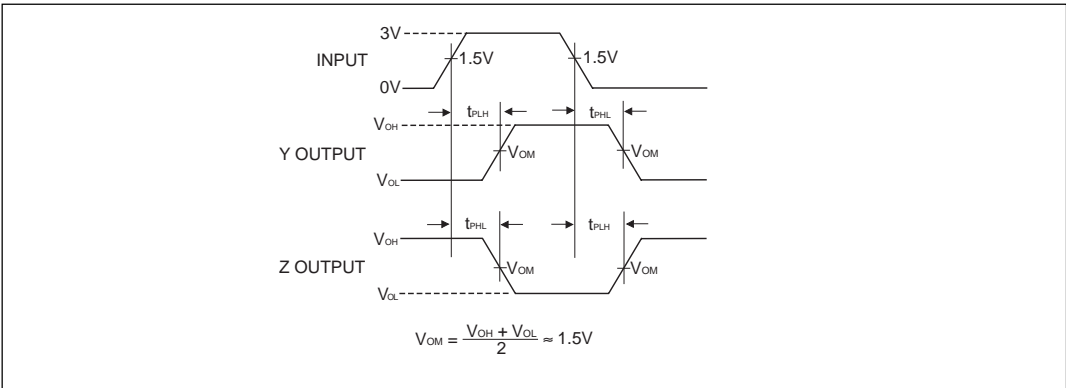 3V
INPUT
1.5V 1.5V
0V
tPLH tPHL
VOH
Y OUTPUT
VOM VOM
VOL
tPHL tPLH
VOH
Z OUTPUT
VOM VOM
VOL
VOM = VOH + VOL / 2 ≈ 1.5V